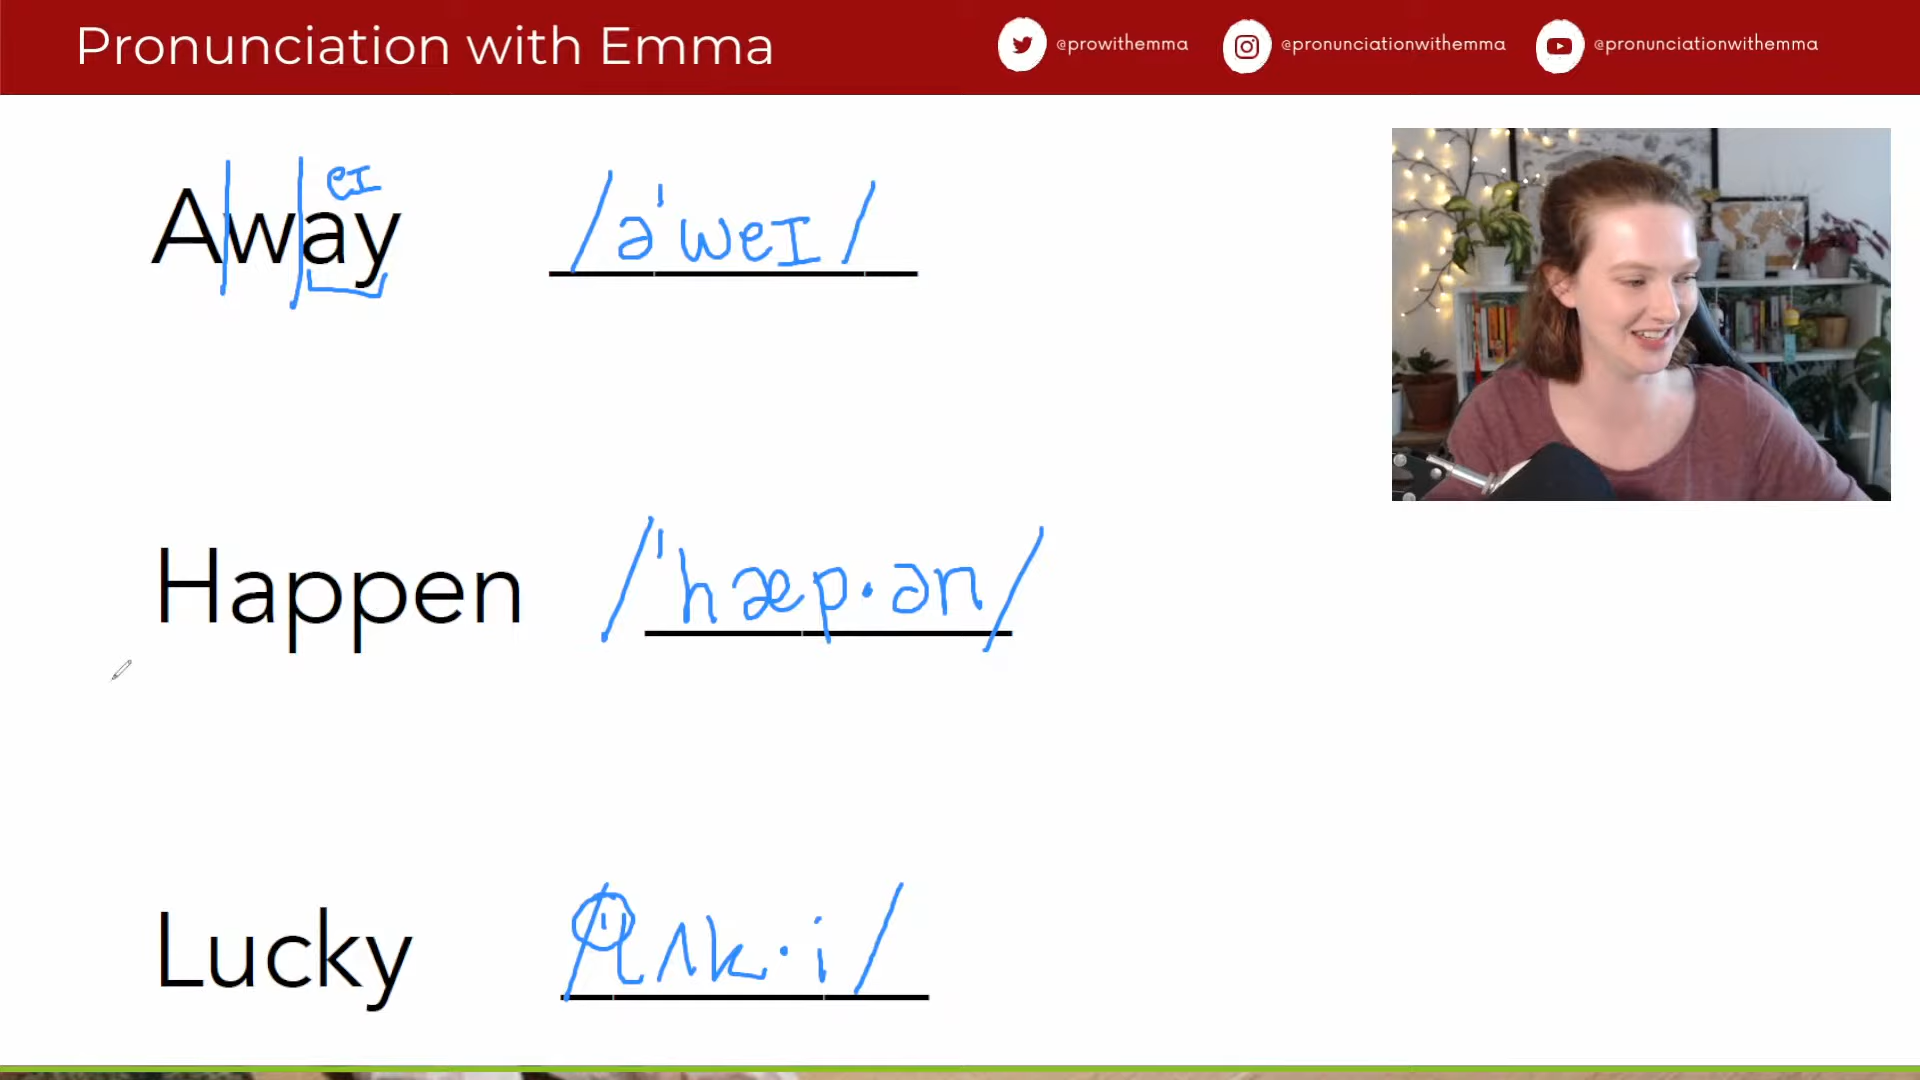 Pronunciation with Emma @prowithemma @pronunciationwithemma @pronunciationwithemma
eɪ
Away /əˈweɪ/
Happen /ˈhæp·ən/
Lucky /ˈlʌk·i/